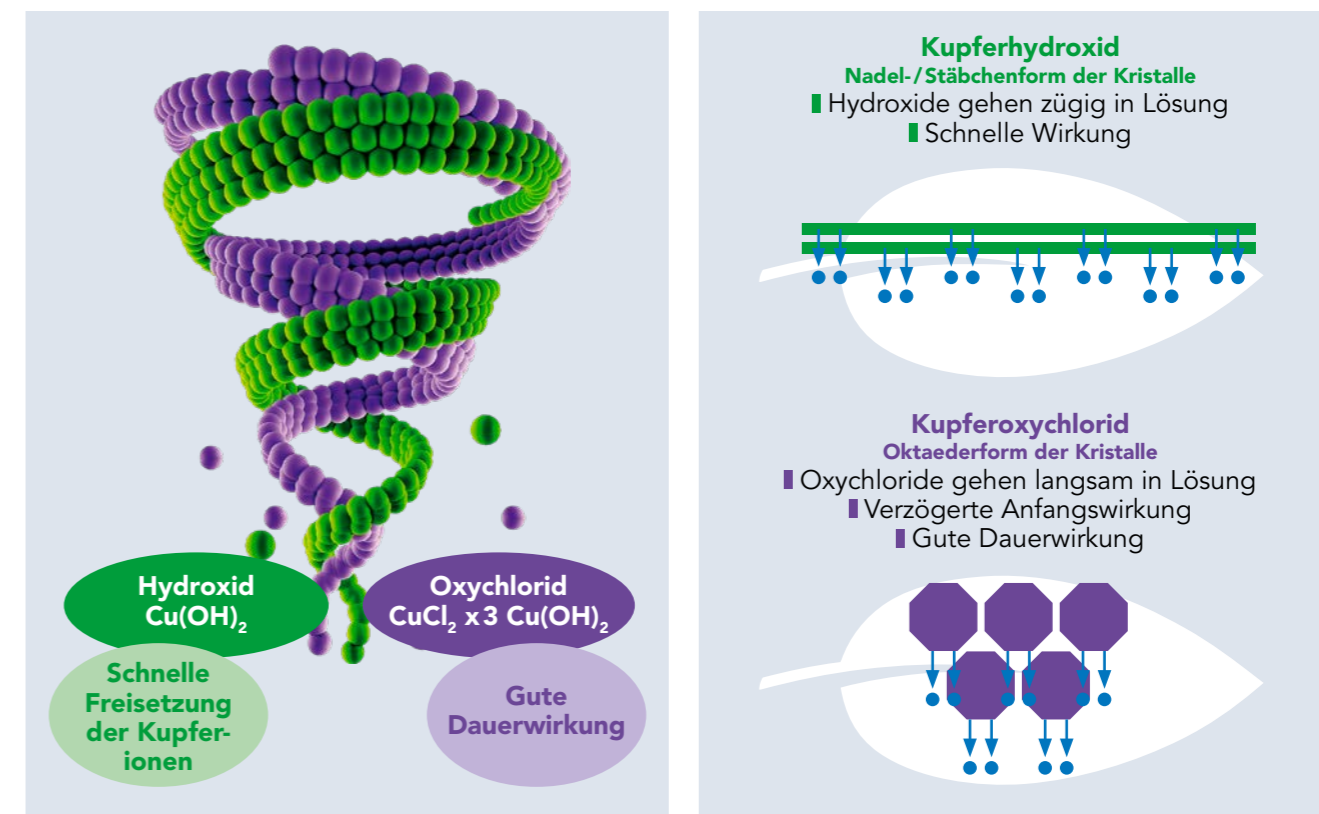 Hydroxid
Cu(OH)₂
Schnelle
Freisetzung
der Kupfer-
ionen
Oxychlorid
CuCl₂ x 3 Cu(OH)₂
Gute
Dauerwirkung
Kupferhydroxid
Nadel-/Stäbchenform der Kristalle
Hydroxide gehen zügig in Lösung
Schnelle Wirkung
Kupferoxychlorid
Oktaederform der Kristalle
Oxychloride gehen langsam in Lösung
Verzögerte Anfangswirkung
Gute Dauerwirkung